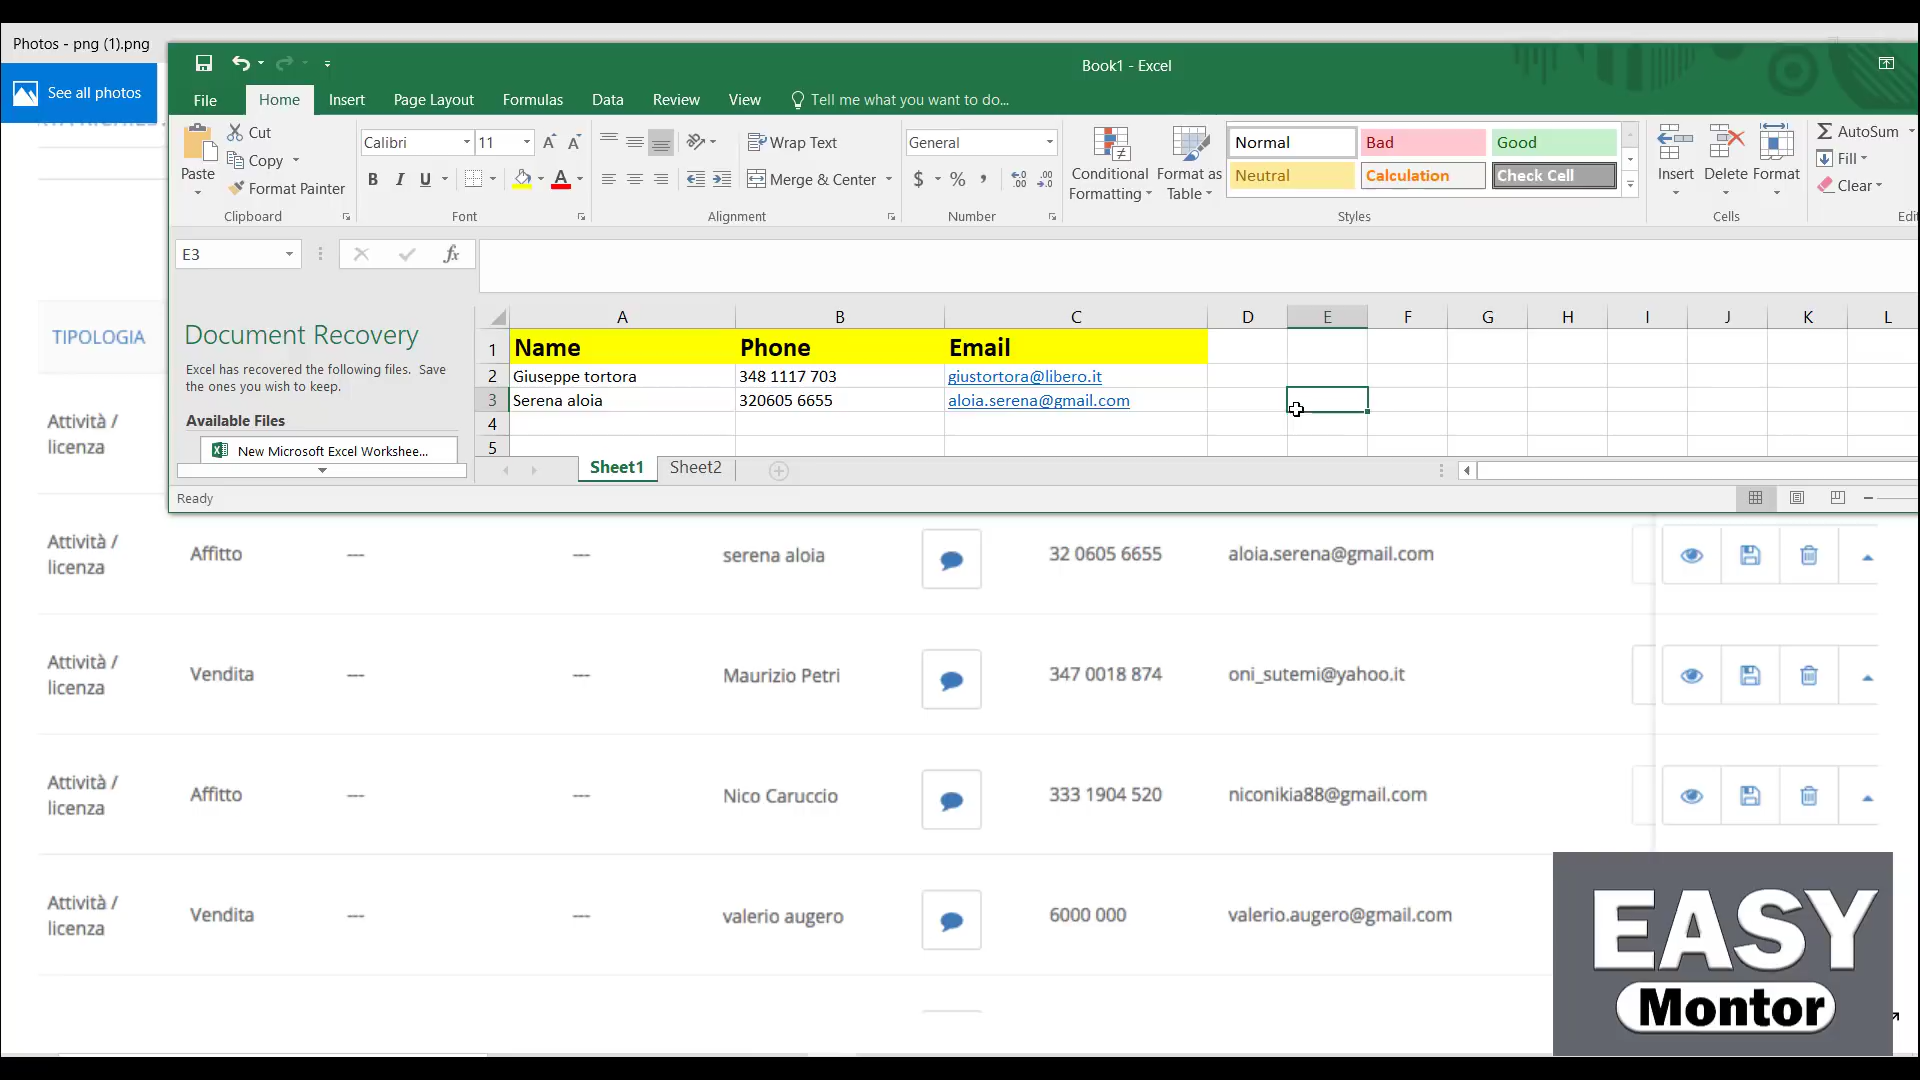 Photos - png (1).png
See all photos
Book1 - Excel
File Home Insert Page Layout Formulas Data Review View Tell me what you want to do...
Paste
Cut
Copy
Format Painter
Clipboard
Calibri 11
B I U
Font
Wrap Text
Merge & Center
Alignment
General
$ % ,
Number
Conditional
Formatting
Format as
Table
Normal Bad Good
Neutral Calculation Check Cell
Styles
Insert Delete Format
Cells
AutoSum
Fill
Clear
Edi
E3
fx
Document Recovery
Excel has recovered the following files. Save
the ones you wish to keep.
Available Files
New Microsoft Excel Workshee...
A B C D E F G H I J K L
1 Name Phone Email
2 Giuseppe tortora 348 1117 703 giustortora@libero.it
3 Serena aloia 320605 6655 aloia.serena@gmail.com
4
5
Sheet1 Sheet2
Ready
TIPOLOGIA
Attività /
licenza
Attività /
licenza
Affitto --- --- serena aloia 32 0605 6655 aloia.serena@gmail.com
Attività /
licenza
Vendita --- --- Maurizio Petri 347 0018 874 oni_sutemi@yahoo.it
Attività /
licenza
Affitto --- --- Nico Caruccio 333 1904 520 niconikia88@gmail.com
Attività /
licenza
Vendita --- --- valerio augero 6000 000 valerio.augero@gmail.com
EASY
Montor